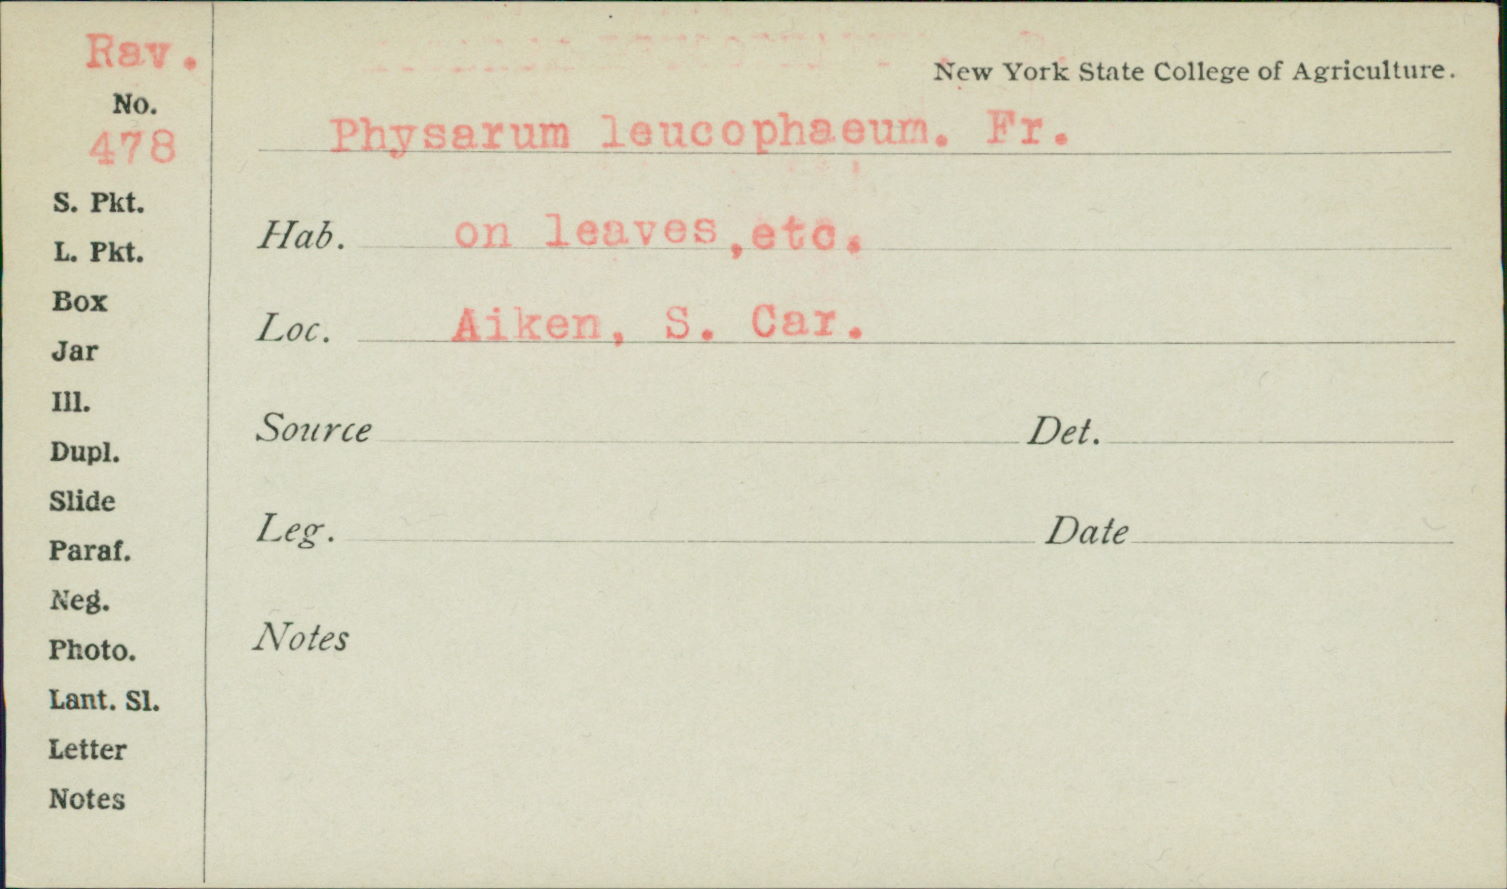 Rav.
No.
478
S. Pkt.
L. Pkt.
Box
Jar
Ill.
Dupl.
Slide
Paraf.
Neg.
Photo.
Lant. Sl.
Letter
Notes
New York State College of Agriculture.
Physarum leucophaeum. Fr.
Hab. on leaves,etc.
Loc. Aiken, S. Car.
Source Det.
Leg. Date
Notes